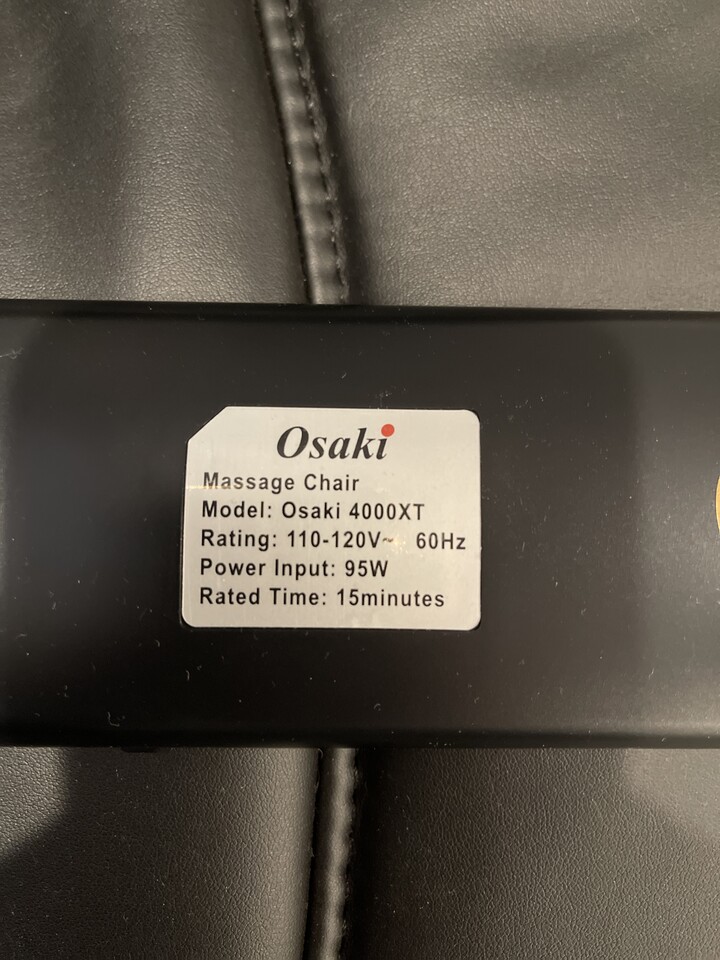 Osaki
Massage Chair
Model: Osaki 4000XT
Rating: 110-120V~ 60Hz
Power Input: 95W
Rated Time: 15minutes